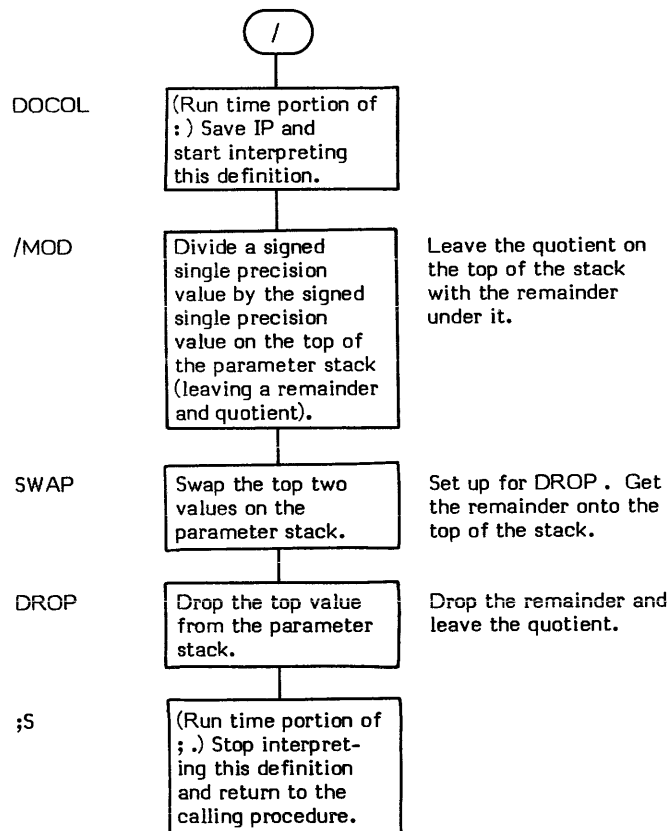 /
DOCOL
(Run time portion of
: ) Save IP and
start interpreting
this definition.
/MOD
Divide a signed
single precision
value by the signed
single precision
value on the top of
the parameter stack
(leaving a remainder
and quotient).
Leave the quotient on
the top of the stack
with the remainder
under it.
SWAP
Swap the top two
values on the
parameter stack.
Set up for DROP . Get
the remainder onto the
top of the stack.
DROP
Drop the top value
from the parameter
stack.
Drop the remainder and
leave the quotient.
;S
(Run time portion of
; .) Stop interpret-
ing this definition
and return to the
calling procedure.